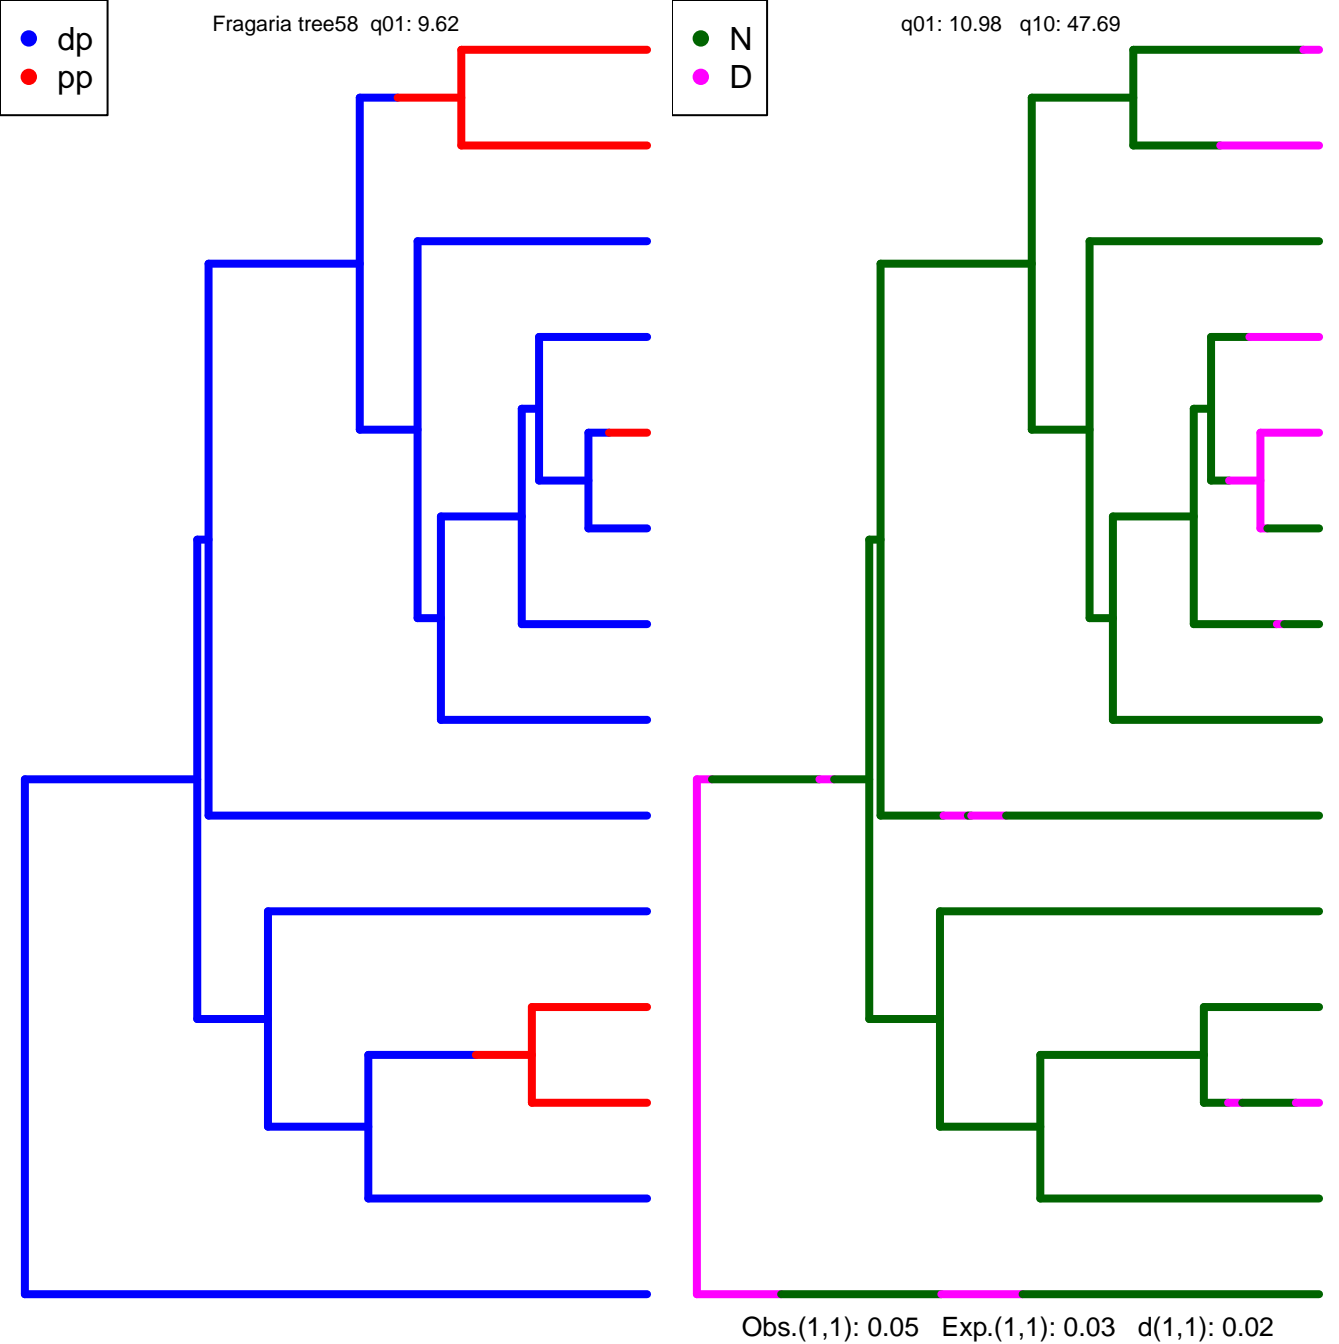 Fragaria tree58  q01: 9.62
dp
pp
q01: 10.98   q10: 47.69
N
D
Obs.(1,1): 0.05   Exp.(1,1): 0.03   d(1,1): 0.02